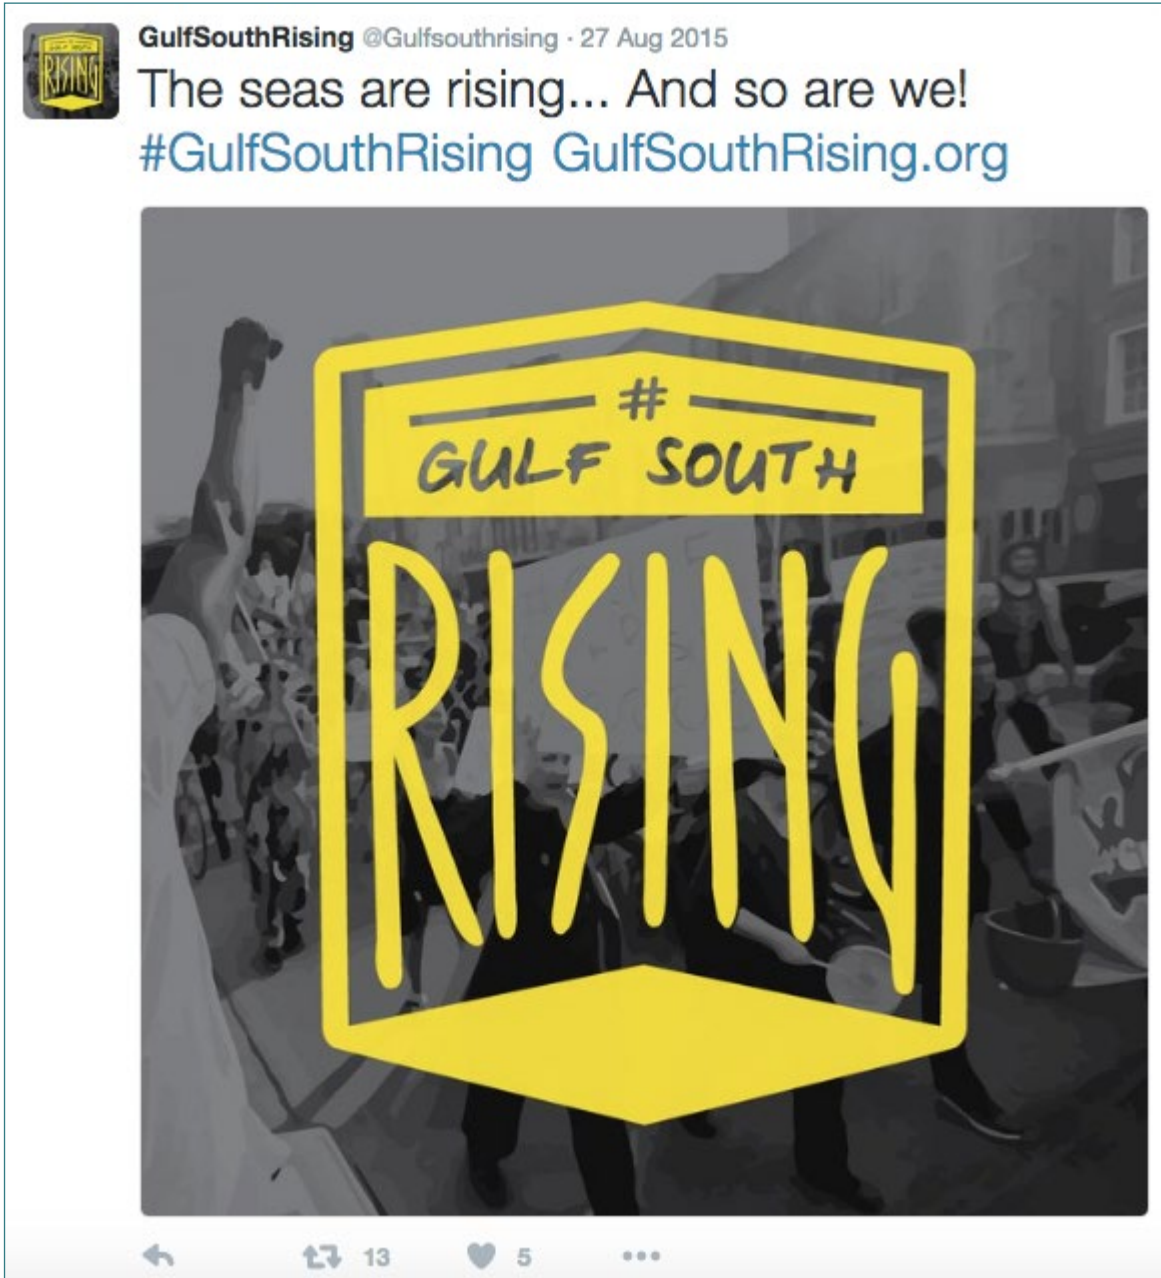 GulfSouthRising @Gulfsouthrising · 27 Aug 2015
The seas are rising... And so are we!
#GulfSouthRising GulfSouthRising.org
#
GULF SOUTH
RISING
13 5